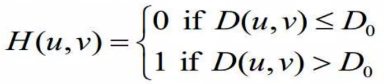 H(u,v) = { 0 if D(u,v) ≤ D₀
1 if D(u,v) > D₀